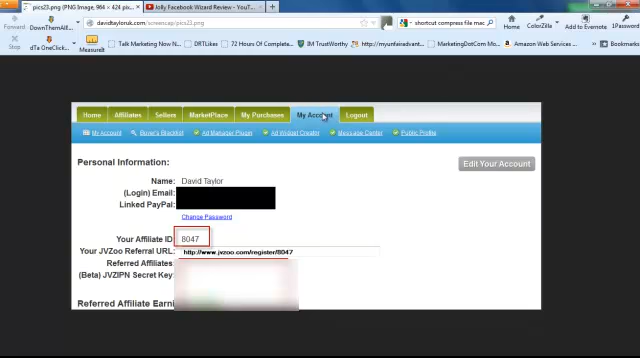 pics23.png (PNG Image, 964 × 424 pix...
Jolly Facebook Wizard Review - YouT...
davidtayloruk.com/screencap/pics23.png
shortcut compress file mac
Forward
DownThemAll!
Home
ColorZilla
Add to Evernote
1Password
Stop
dTa OneClick...
MeasureIt
Talk Marketing Now L...
DRTLikes
72 Hours Of Complete...
IM TrustWorthy
http://myunfairadvant...
MarketingDotCom Mo...
Amazon Web Services ...
Home
Affiliates
Sellers
MarketPlace
My Purchases
My Account
Logout
My Account
Buyer's Blacklist
Ad Manager Plugin
Ad Widget Creator
Message Center
Public Profile
Personal Information:
Edit Your Account
Name: David Taylor
(Login) Email:
Linked PayPal:
Change Password
Your Affiliate ID: 8047
Your JVZoo Referral URL: http://www.jvzoo.com/register/8047
Referred Affiliates:
(Beta) JVZIPN Secret Key:
Referred Affiliate Earni